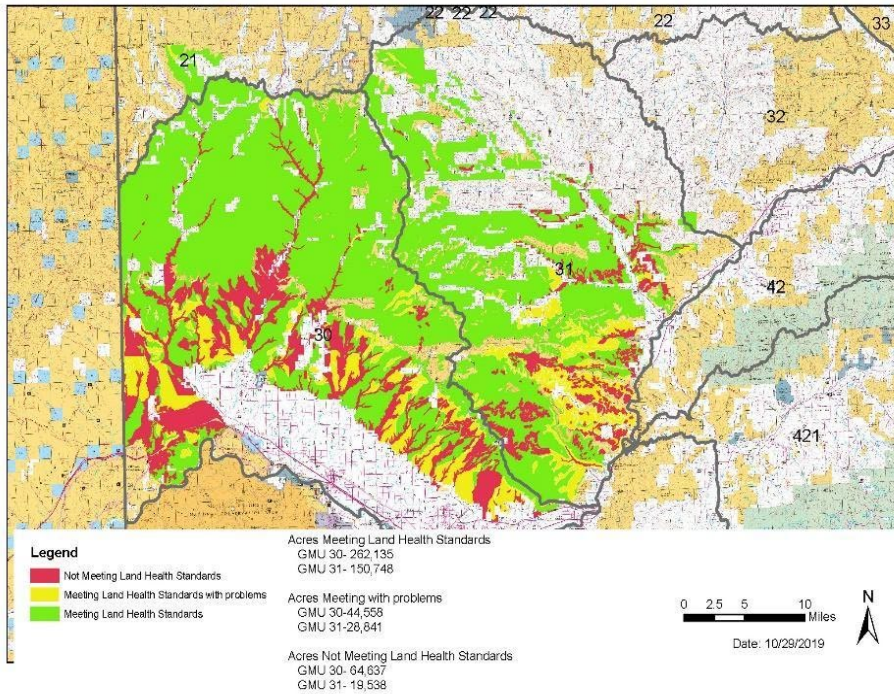 22 22 22
22
33
21
32
31
42
30
421
Legend
Not Meeting Land Health Standards
Meeting Land Health Standards with problems
Meeting Land Health Standards
Acres Meeting Land Health Standards
GMU 30- 262,135
GMU 31- 150,748
Acres Meeting with problems
GMU 30-44,558
GMU 31-28,841
Acres Not Meeting Land Health Standards
GMU 30- 64,637
GMU 31- 19,538
0 2.5 5 10
Miles
N
Date: 10/29/2019